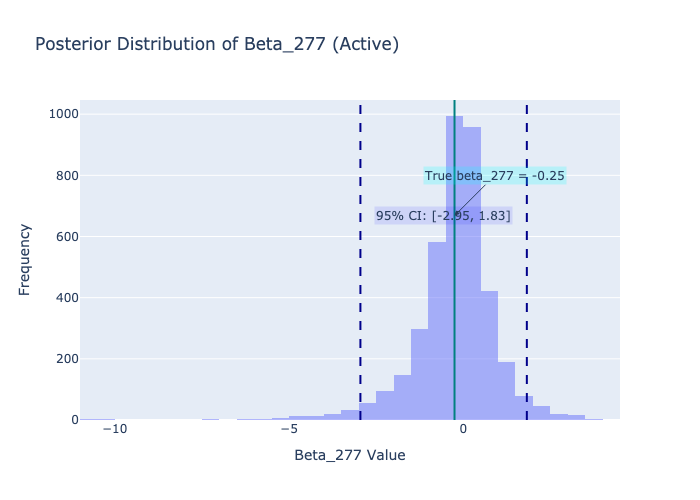 Posterior Distribution of Beta_277 (Active)
1000
800
600
400
200
0
Frequency
True beta_277 = -0.25
95% CI: [-2.95, 1.83]
−10
−5
0
Beta_277 Value